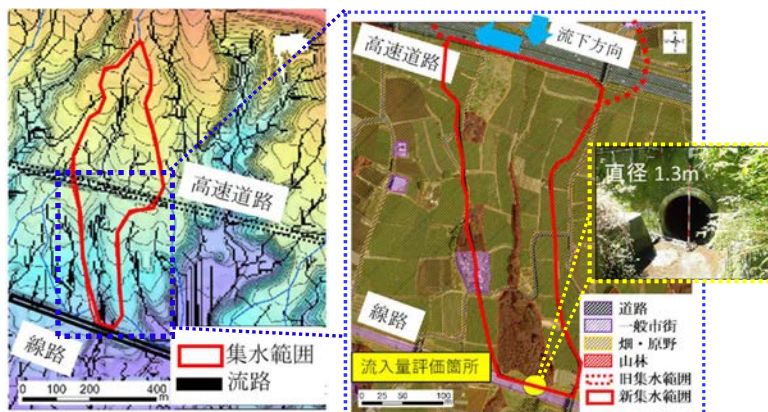 高速道路
線路
集水範囲
流路
0 100 200 400
m
高速道路
流下方向
線路
流入量評価箇所
0 25 50 100
m
直径 1.3m
道路
一般市街
畑・原野
山林
旧集水範囲
新集水範囲